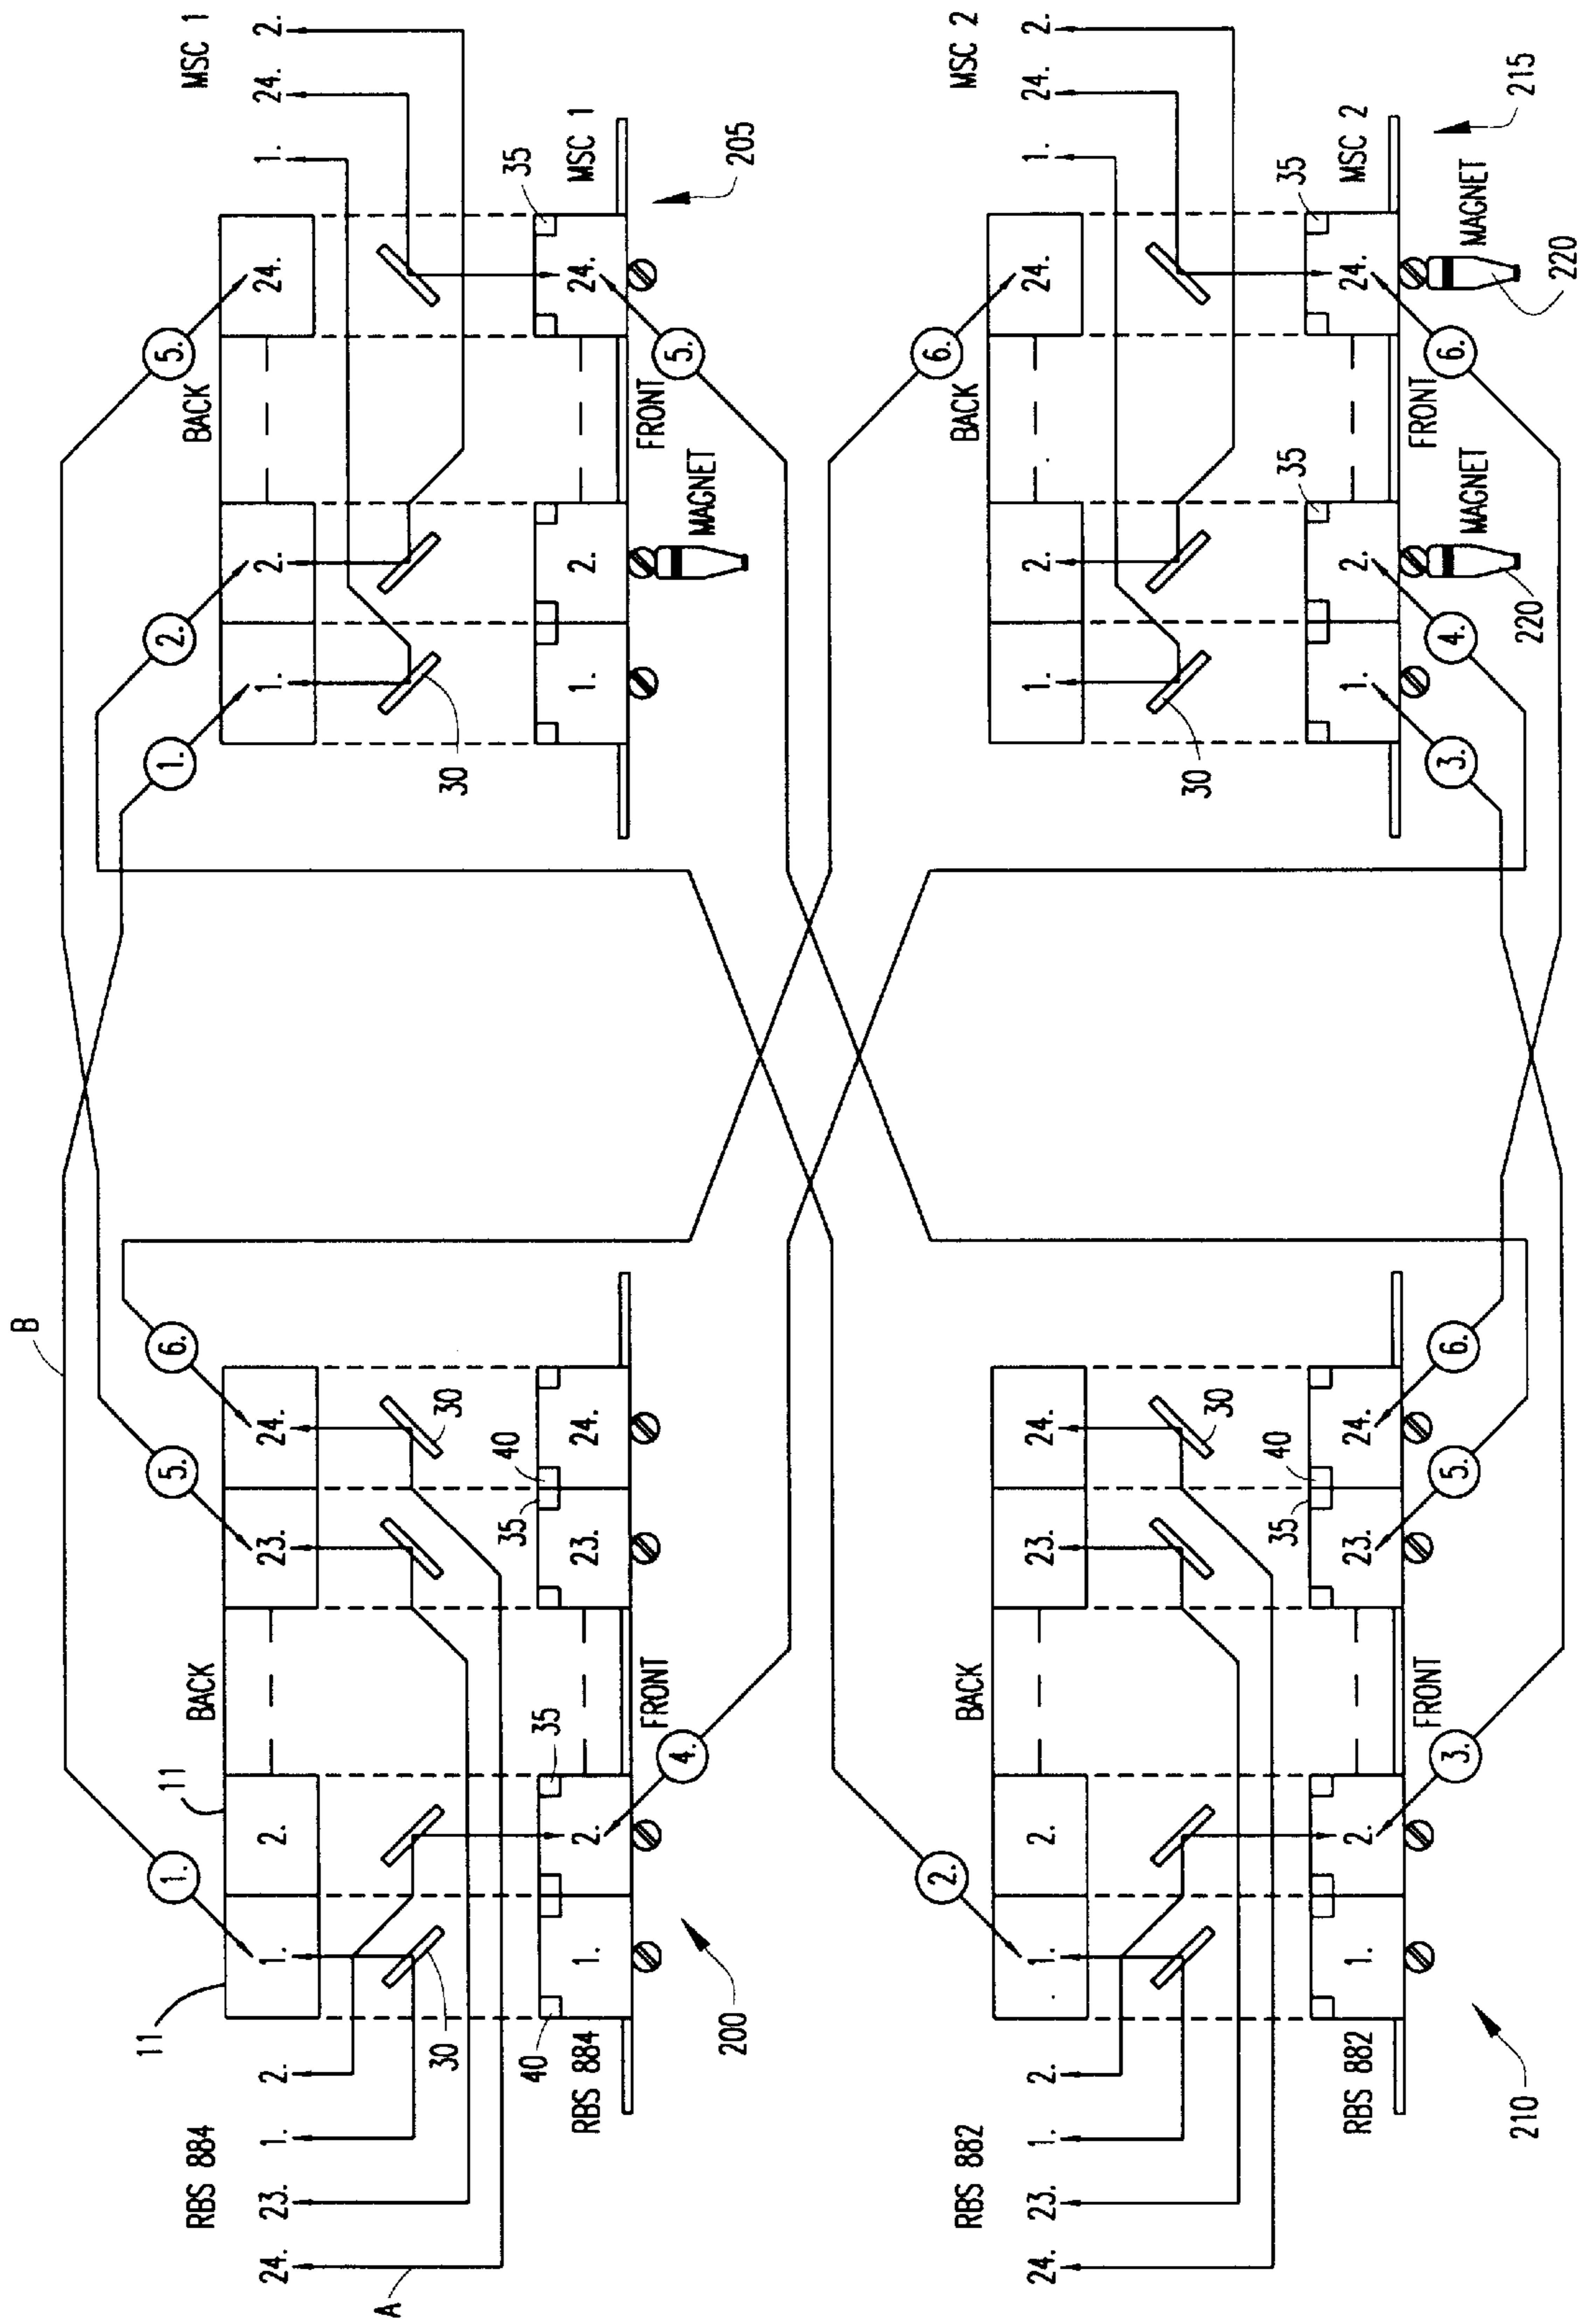 B
11 11
1. 5. 6. 1. 2. 5.
RBS 884 BACK BACK MSC 1
24. 23. 1. 2. 1. 2. 23. 24. 1. 2. 24. 1. 24. 2.
A
30 30 30
40 35 35 40 35
RBS 884 1. 2. 23. 24. 1. 2. 24. MSC 1
FRONT FRONT
4. 5.
MAGNET
200 205
2. 6.
RBS 882 BACK BACK MSC 2
24. 23. 1. 2. 1. 2. 23. 24. 1. 2. 24. 1. 24. 2.
30 30
35 40 35 35
RBS 882 1. 2. 23. 24. 1. 2. 24. MSC 2
FRONT FRONT
3. 5. 6. 3. 4. 6.
MAGNET MAGNET
210 220 220 215